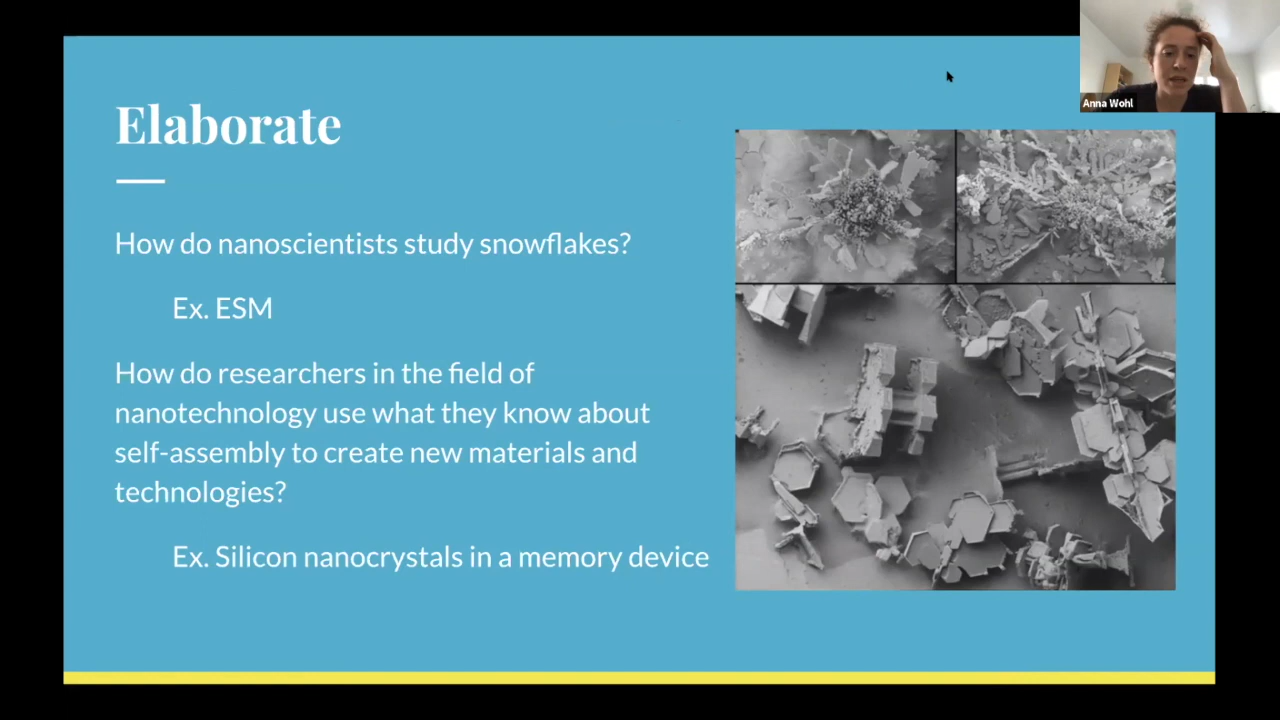 Anna Wohl
Elaborate
How do nanoscientists study snowflakes?
Ex. ESM
How do researchers in the field of
nanotechnology use what they know about
self-assembly to create new materials and
technologies?
Ex. Silicon nanocrystals in a memory device